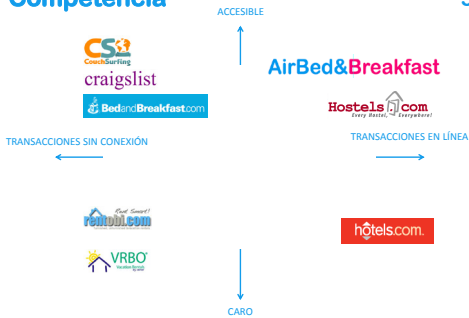 Competencia
ACCESIBLE
CS
CouchSurfing
AirBed&Breakfast
craigslist
BedandBreakfast.com
Hostels.com
Every Hostel, Everywhere!
TRANSACCIONES SIN CONEXIÓN
TRANSACCIONES EN LÍNEA
Rent Smart!
rentobi.com
hotels.com.
VRBO
CARO